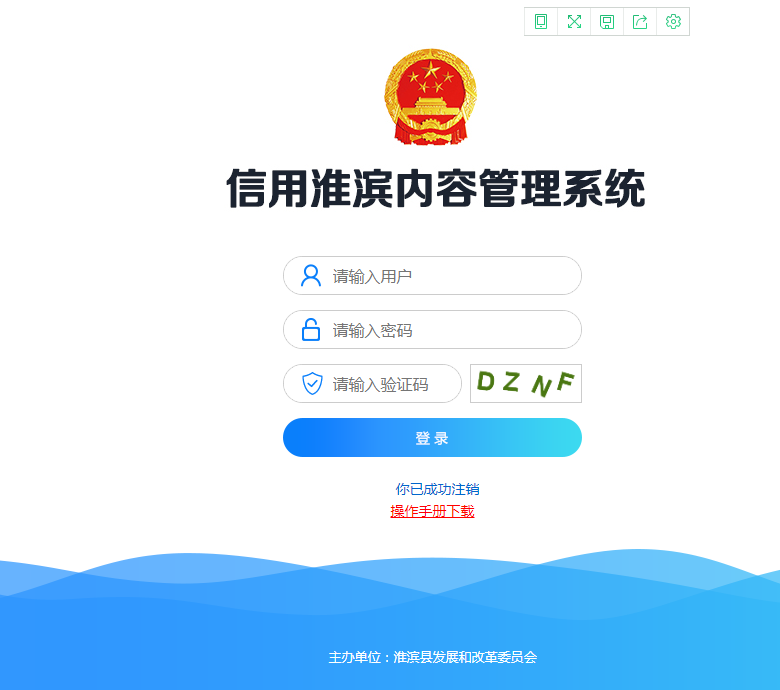 信用淮滨内容管理系统
请输入用户
请输入密码
请输入验证码
DZNF
登 录
你已成功注销
操作手册下载
主办单位：淮滨县发展和改革委员会